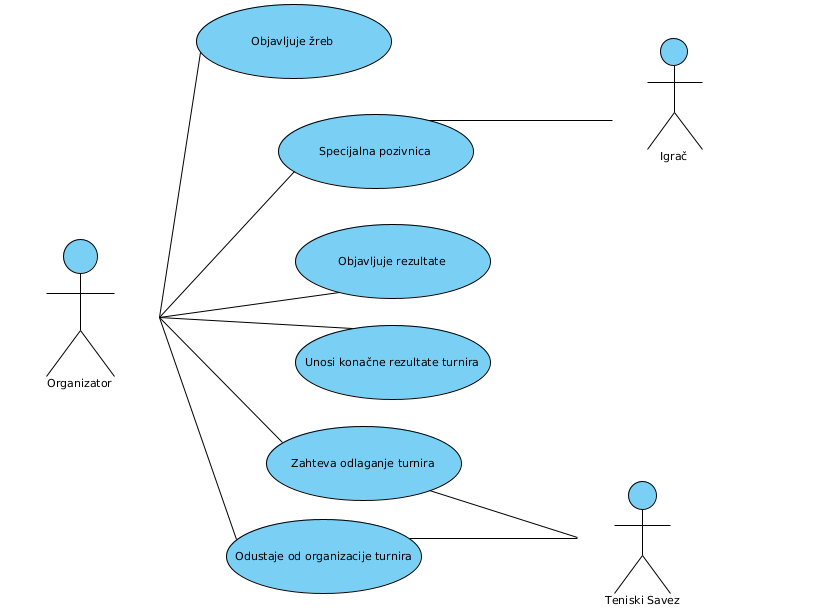 Objavljuje žreb
Specijalna pozivnica
Igrač
Objavljuje rezultate
Unosi konačne rezultate turnira
Organizator
Zahteva odlaganje turnira
Odustaje od organizacije turnira
Teniski Savez